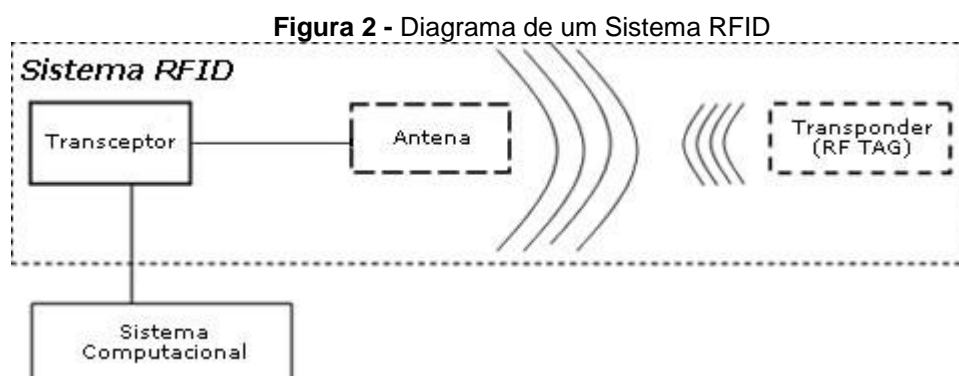 Figura 2 - Diagrama de um Sistema RFID
Sistema RFID
Transceptor
Antena
Transponder
(RF TAG)
Sistema
Computacional